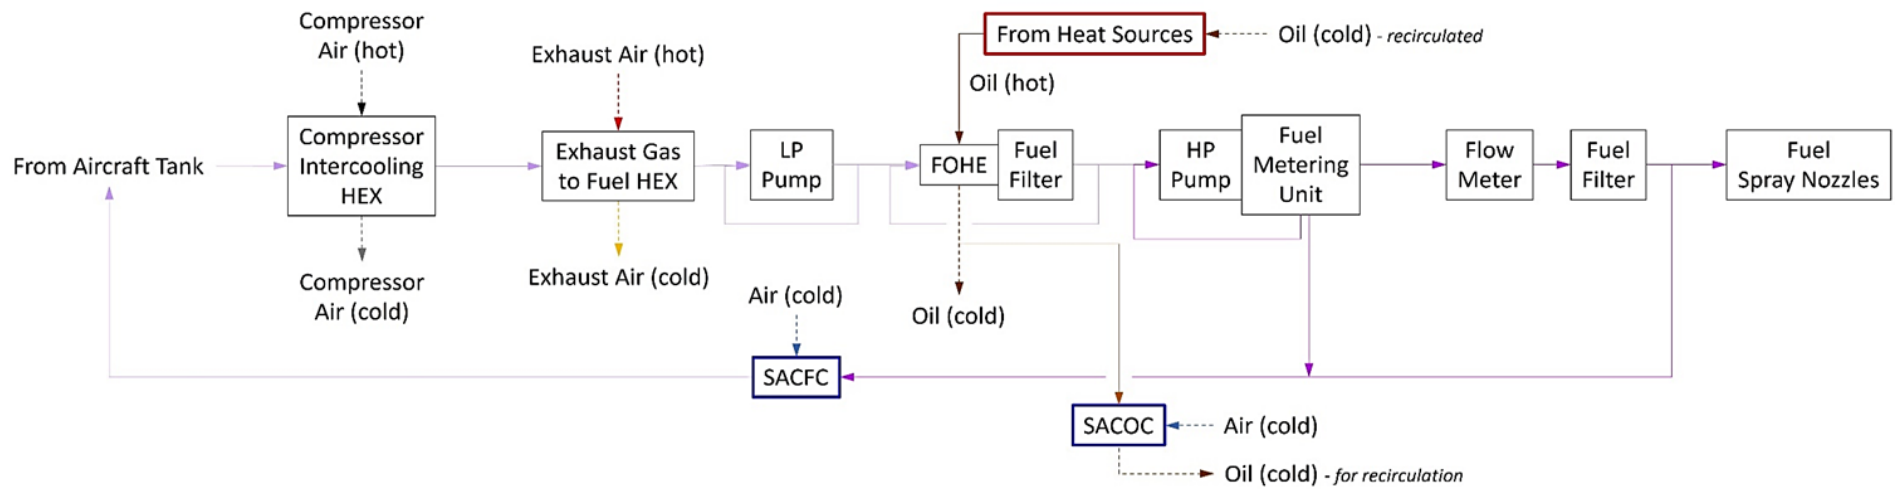 Compressor
Air (hot)
Exhaust Air (hot)
From Heat Sources
Oil (cold) - recirculated
Oil (hot)
From Aircraft Tank
Compressor
Intercooling
HEX
Exhaust Gas
to Fuel HEX
LP
Pump
FOHE
Fuel
Filter
HP
Pump
Fuel
Metering
Unit
Flow
Meter
Fuel
Filter
Fuel
Spray Nozzles
Compressor
Air (cold)
Exhaust Air (cold)
Air (cold)
Oil (cold)
SACFC
SACOC
Air (cold)
Oil (cold) - for recirculation